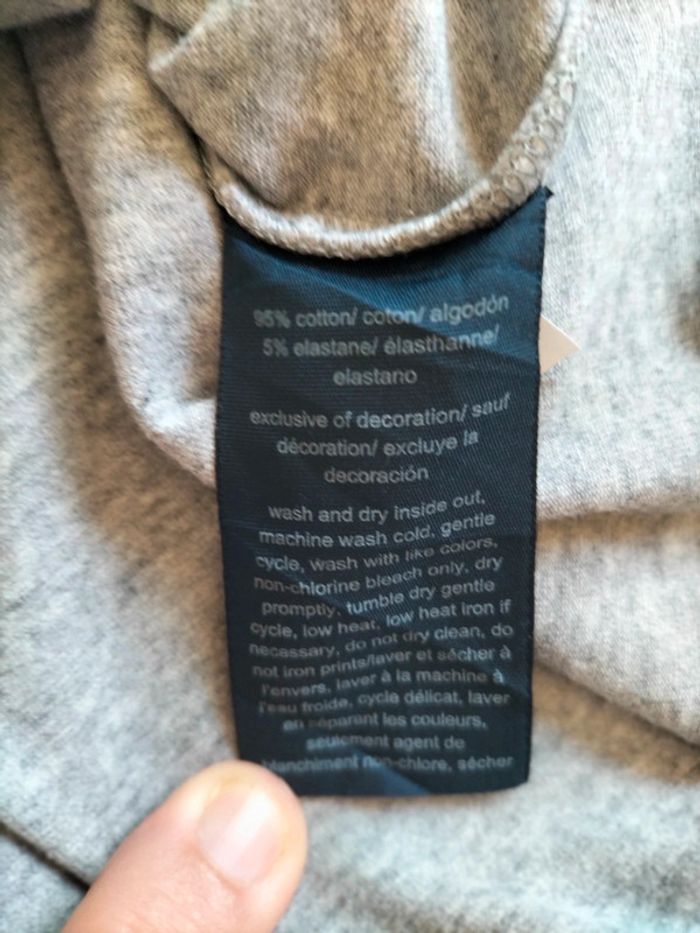 95% cotton/ coton/ algodón
5% elastane/ élasthanne/
elastano
exclusive of decoration/ sauf
décoration/ excluye la
decoración
wash and dry inside out,
machine wash cold, gentle
cycle, wash with like colors,
non-chlorine bleach only, dry
promptly, tumble dry gentle
cycle, low heat, low heat iron if
necessary, do not dry clean, do
not iron prints/laver et sécher à
l'envers, laver à la machine à
l'eau froide, cycle délicat, laver
en séparant les couleurs,
seulement agent de
blanchiment non-chlore, sécher